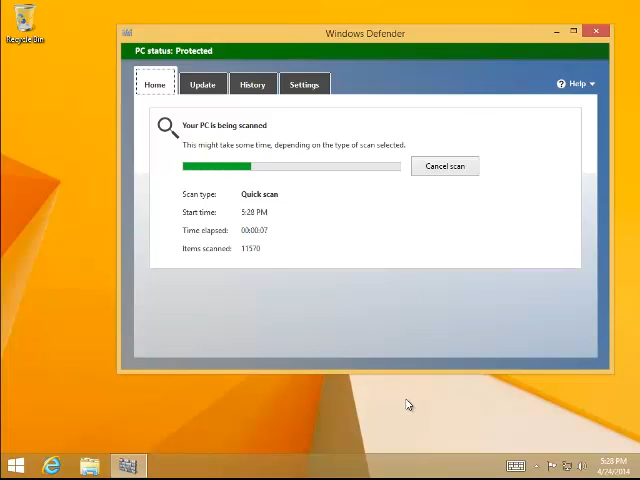 Recycle Bin
Windows Defender
PC status: Protected
Home
Update
History
Settings
Help
Your PC is being scanned
This might take some time, depending on the type of scan selected.
Cancel scan
Scan type: Quick scan
Start time: 5:28 PM
Time elapsed: 00:00:07
Items scanned: 11570
5:28 PM
4/24/2014